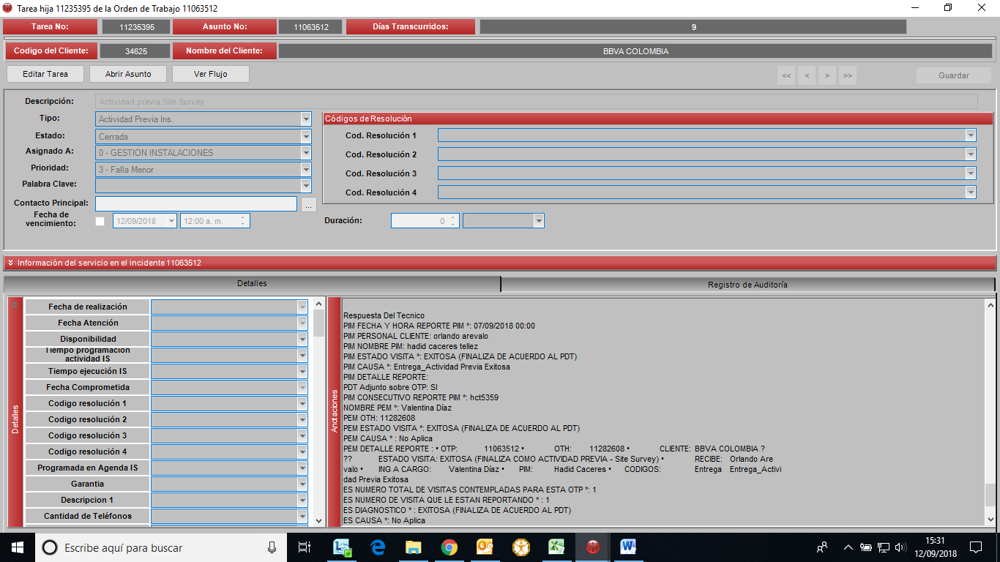 Tarea hija 11235395 de la Orden de Trabajo 11063512
Tarea No: 11235395 Asunto No: 11063512 Días Transcurridos: 9
Codigo del Cliente: 34625 Nombre del Cliente: BBVA COLOMBIA
Editar Tarea Abrir Asunto Ver Flujo << < > >> Guardar
Descripción: Actividad previa Site Survey
Tipo: Actividad Previa Ins.
Estado: Cerrada
Asignado A: 0 - GESTION INSTALACIONES
Prioridad: 3 - Falla Menor
Palabra Clave:
Contacto Principal: ...
Fecha de
vencimiento: 12/09/2018 12:00 a. m.
Códigos de Resolución
Cod. Resolución 1
Cod. Resolución 2
Cod. Resolución 3
Cod. Resolución 4
Duración: 0
Información del servicio en el incidente 11063512
Detalles Registro de Auditoría
Detalles
Fecha de realización
Fecha Atención
Disponibilidad
Tiempo programacion
actividad IS
Tiempo ejecución IS
Fecha Comprometida
Codigo resolución 1
Codigo resolución 2
Codigo resolución 3
Codigo resolución 4
Programada en Agenda IS
Garantia
Descripcion 1
Cantidad de Teléfonos
Anotaciones
Respuesta Del Tecnico
PIM FECHA Y HORA REPORTE PIM *: 07/09/2018 00:00
PIM PERSONAL CLIENTE: orlando arevalo
PIM NOMBRE PIM: hadid caceres tellez
PIM ESTADO VISITA *: EXITOSA (FINALIZA DE ACUERDO AL PDT)
PIM CAUSA *: Entrega_Actividad Previa Exitosa
PIM DETALLE REPORTE:
PDT Adjunto sobre OTP: SI
PIM CONSECUTIVO REPORTE PIM *: hct5359
NOMBRE PEM *: Valentina Díaz
PEM OTH: 11282608
PEM ESTADO VISITA *: EXITOSA (FINALIZA DE ACUERDO AL PDT)
PEM CAUSA * : No Aplica
PEM DETALLE REPORTE : • OTP: 11063512 • OTH: 11282608 • CLIENTE: BBVA COLOMBIA ?
?? ESTADO VISITA: EXITOSA (FINALIZA COMO ACTIVIDAD PREVIA - Site Survey) • RECIBE: Orlando Are
valo • ING A CARGO: Valentina Díaz • PIM: Hadid Caceres • CODIGOS: Entrega Entrega_Activi
dad Previa Exitosa
ES NUMERO TOTAL DE VISITAS CONTEMPLADAS PARA ESTA OTP *: 1
ES NUMERO DE VISITA QUE LE ESTAN REPORTANDO * : 1
ES DIAGNOSTICO * : EXITOSA (FINALIZA DE ACUERDO AL PDT)
ES CAUSA *: No Aplica
Escribe aquí para buscar
15:31
12/09/2018